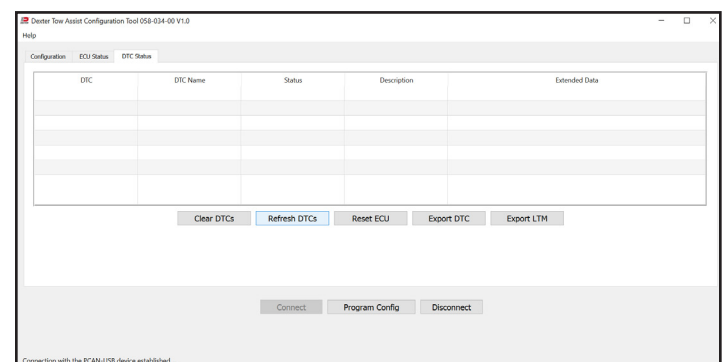 Dexter Tow Assist Configuration Tool 058-034-00 V1.0
Help
Configuration ECU Status DTC Status
DTC DTC Name Status Description Extended Data
Clear DTCs Refresh DTCs Reset ECU Export DTC Export LTM
Connect Program Config Disconnect
Connection with the PCAN-USB device established